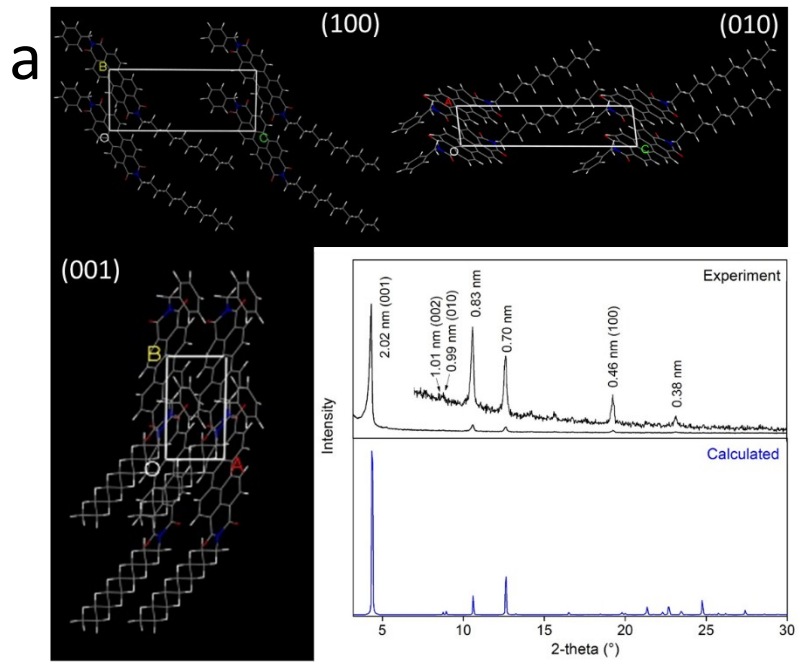 a
(100)
B
O
C
(010)
A
O
C
(001)
B
O
A
Experiment
2.02 nm (001)
1.01 nm (002)
0.99 nm (010)
0.83 nm
0.70 nm
0.46 nm (100)
0.38 nm
Intensity
Calculated
5 10 15 20 25 30
2-theta (°)